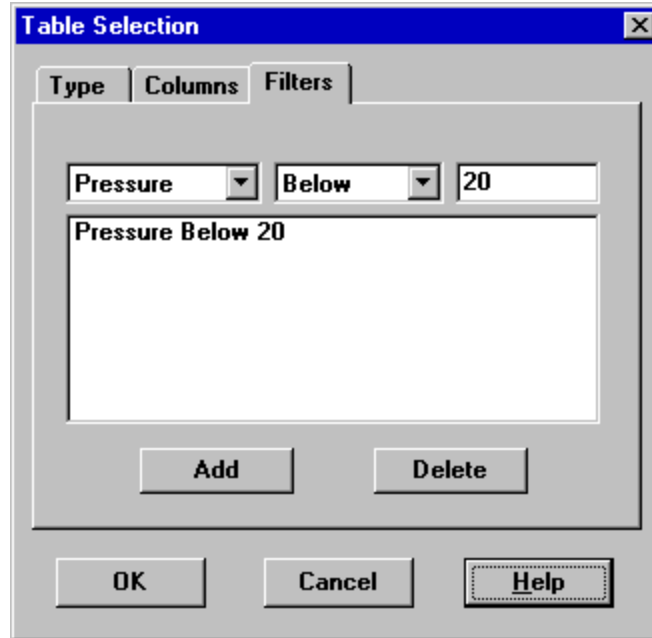 Table Selection
Type Columns Filters
Pressure Below 20
Pressure Below 20
Add Delete
OK Cancel Help